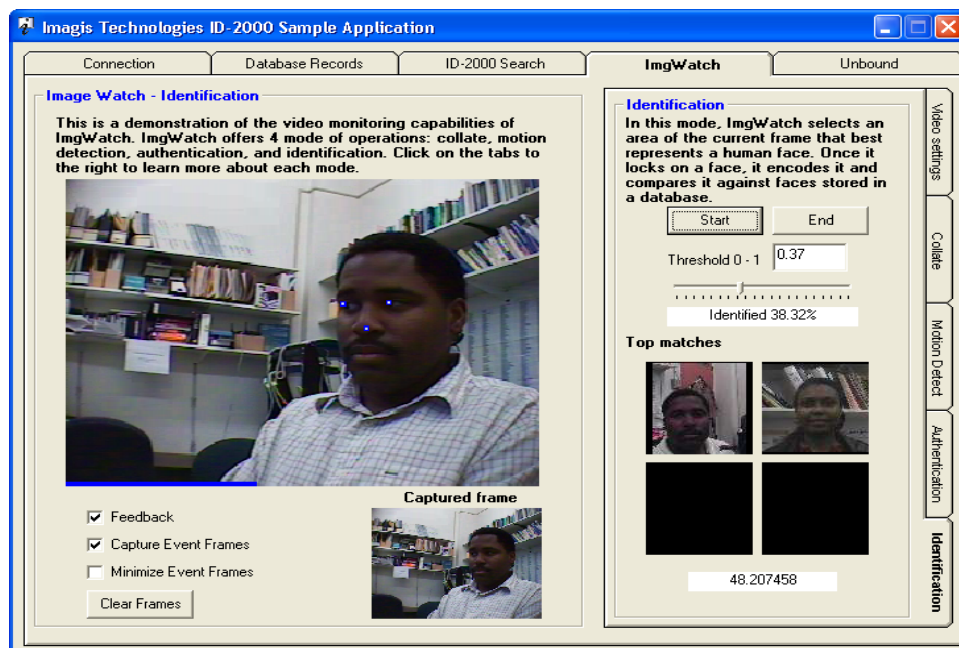 Imagis Technologies ID-2000 Sample Application
Connection
Database Records
ID-2000 Search
ImgWatch
Unbound
Image Watch - Identification
This is a demonstration of the video monitoring capabilities of
ImgWatch. ImgWatch offers 4 mode of operations: collate, motion
detection, authentication, and identification. Click on the tabs to
the right to learn more about each mode.
Captured frame
Feedback
Capture Event Frames
Minimize Event Frames
Clear Frames
Identification
In this mode, ImgWatch selects an
area of the current frame that best
represents a human face. Once it
locks on a face, it encodes it and
compares it against faces stored in
a database.
Start
End
Threshold 0 - 1
0.37
Identified 38.32%
Top matches
48.207458
Video settings
Collate
Motion Detect
Authentication
Identification